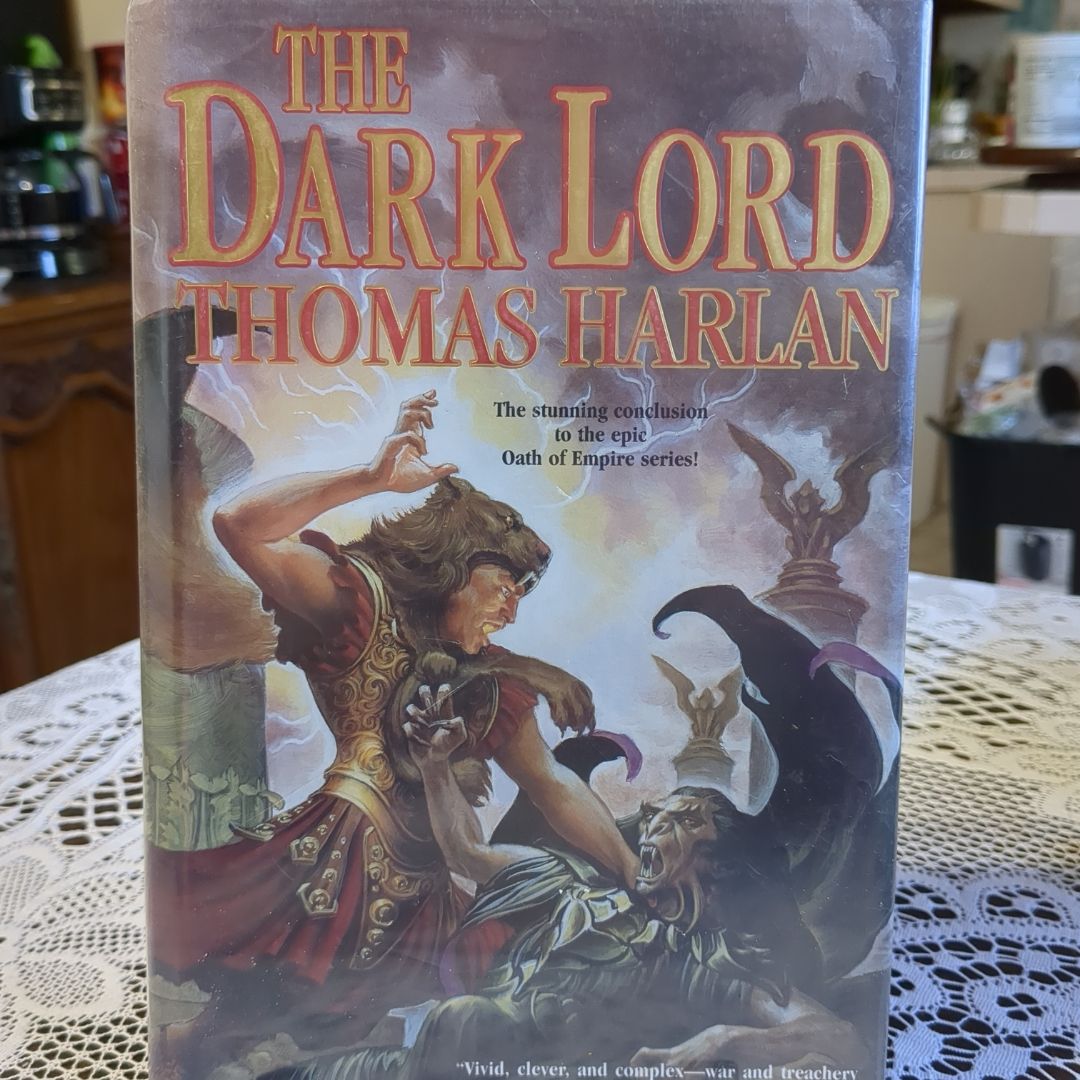 THE
DARK LORD
THOMAS HARLAN
The stunning conclusion
to the epic
Oath of Empire series!
"Vivid, clever, and complex—war and treachery